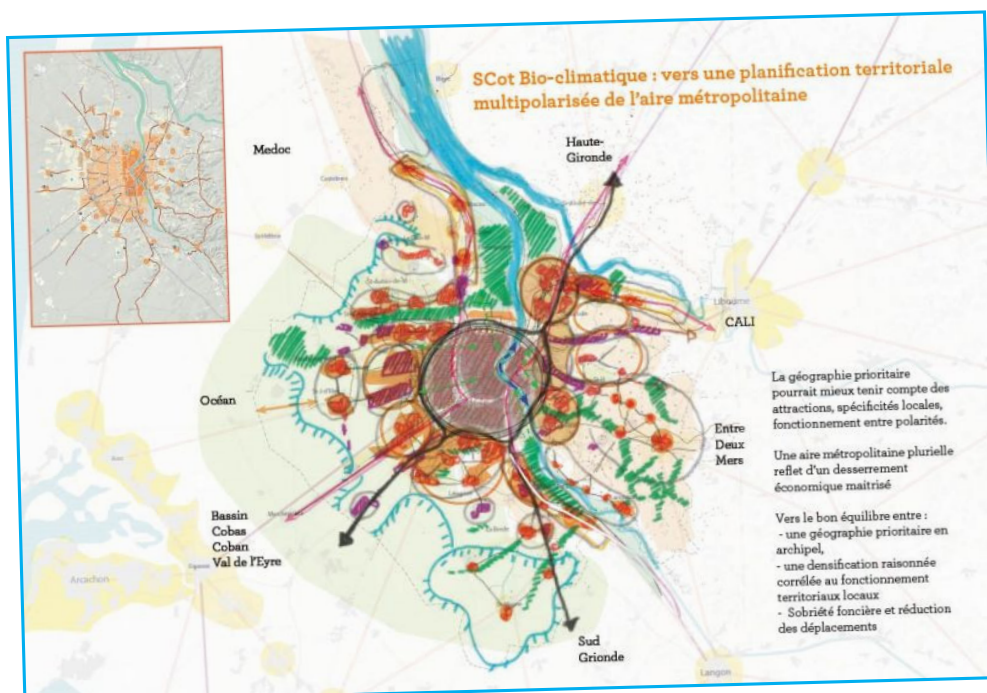 SCot Bio-climatique : vers une planification territoriale
multipolarisée de l'aire métropolitaine
Medoc
Haute-
Gironde
Libourne
CALI
Océan
La géographie prioritaire
pourrait mieux tenir compte des
attractions, spécificités locales,
fonctionnement entre polarités.
Une aire métropolitaine plurielle
reflet d'un desserrement
économique maitrisé
Vers le bon équilibre entre :
- une géographie prioritaire en
archipel,
- une densification raisonnée
corrélée au fonctionnement
territoriaux locaux
- Sobriété foncière et réduction
des déplacements
Entre
Deux
Mers
Bassin
Cobas
Coban
Val de l'Eyre
Arcachon
Sud
Grionde
Langon